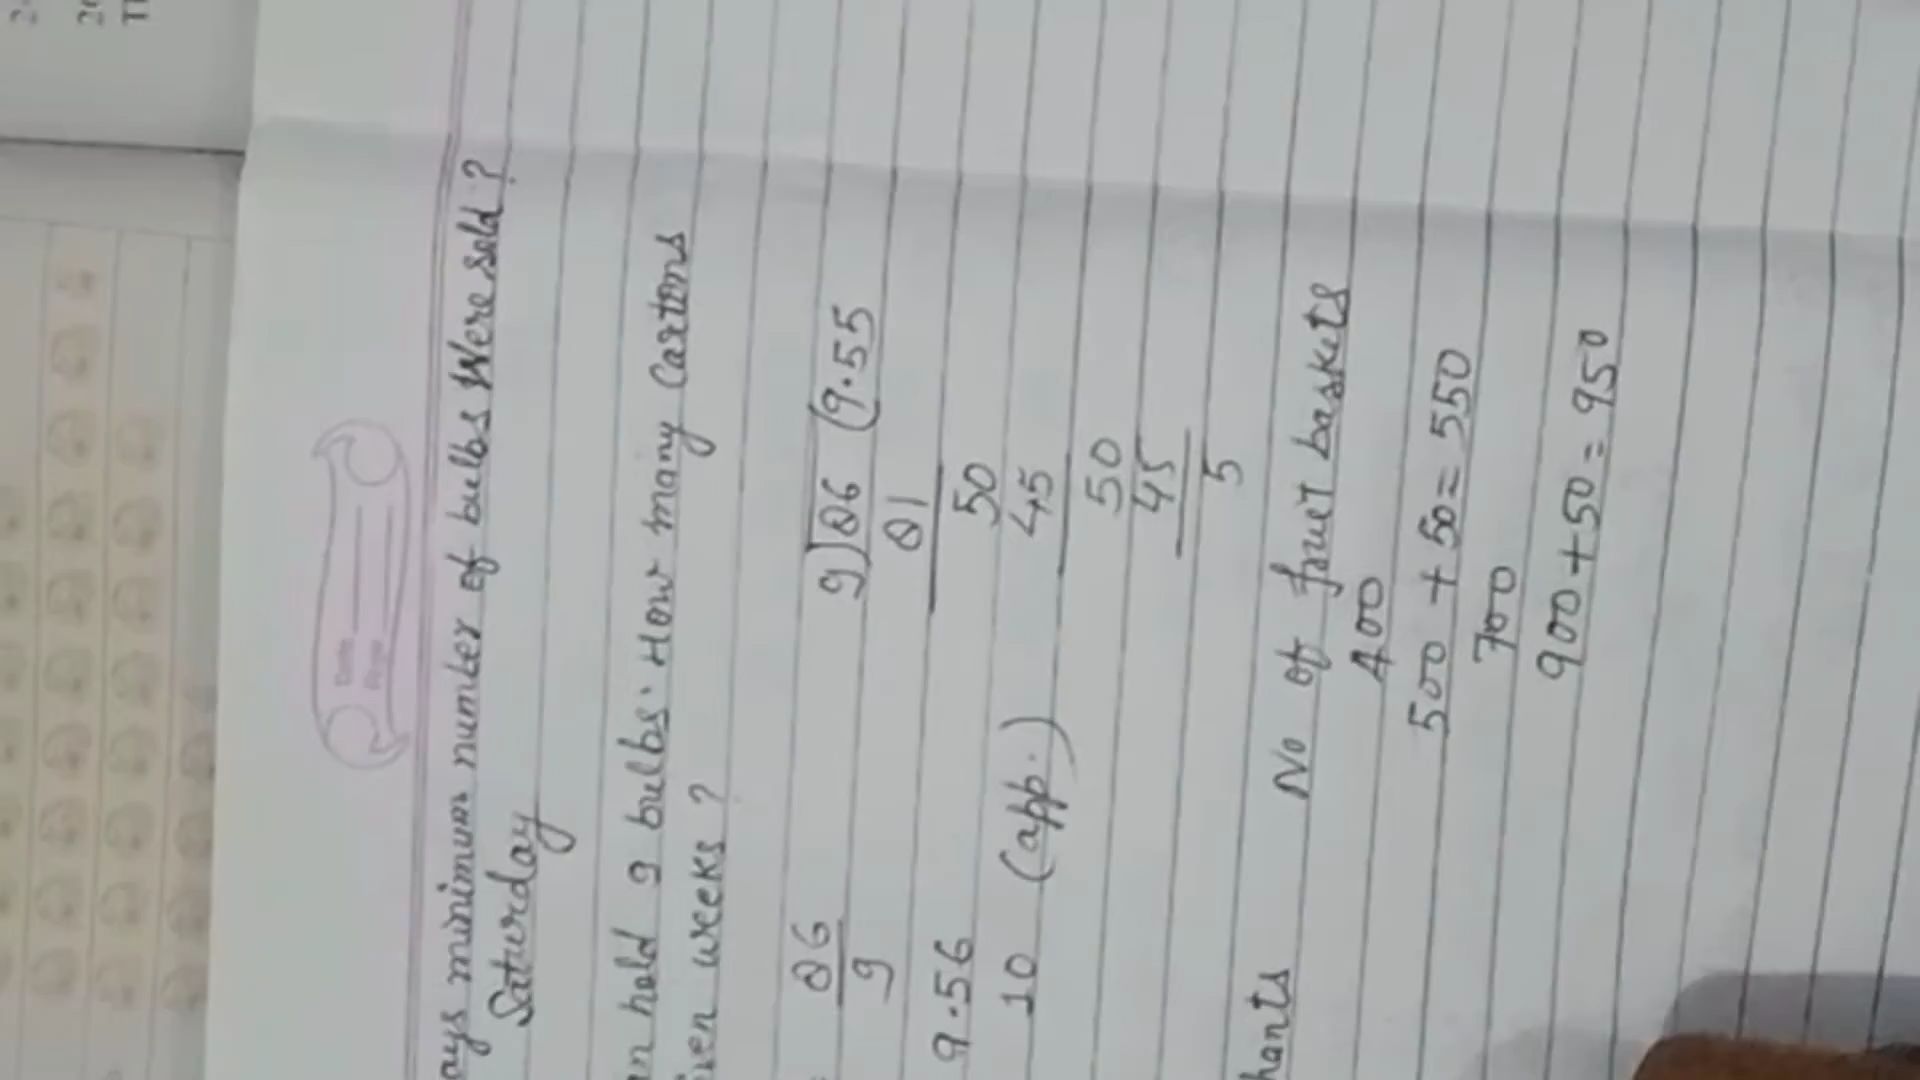 Date
Page
ays minimum number of bulbs Were sold ?
Saturday
n hold 9 bulbs. How many Cartons
ven weeks ?
86
9
9)86 (9.55
81
50
45
50
45
5
9.56
10 (app.)
hants No of fruit baskets
400
500 + 50 = 550
700
900 + 50 = 950